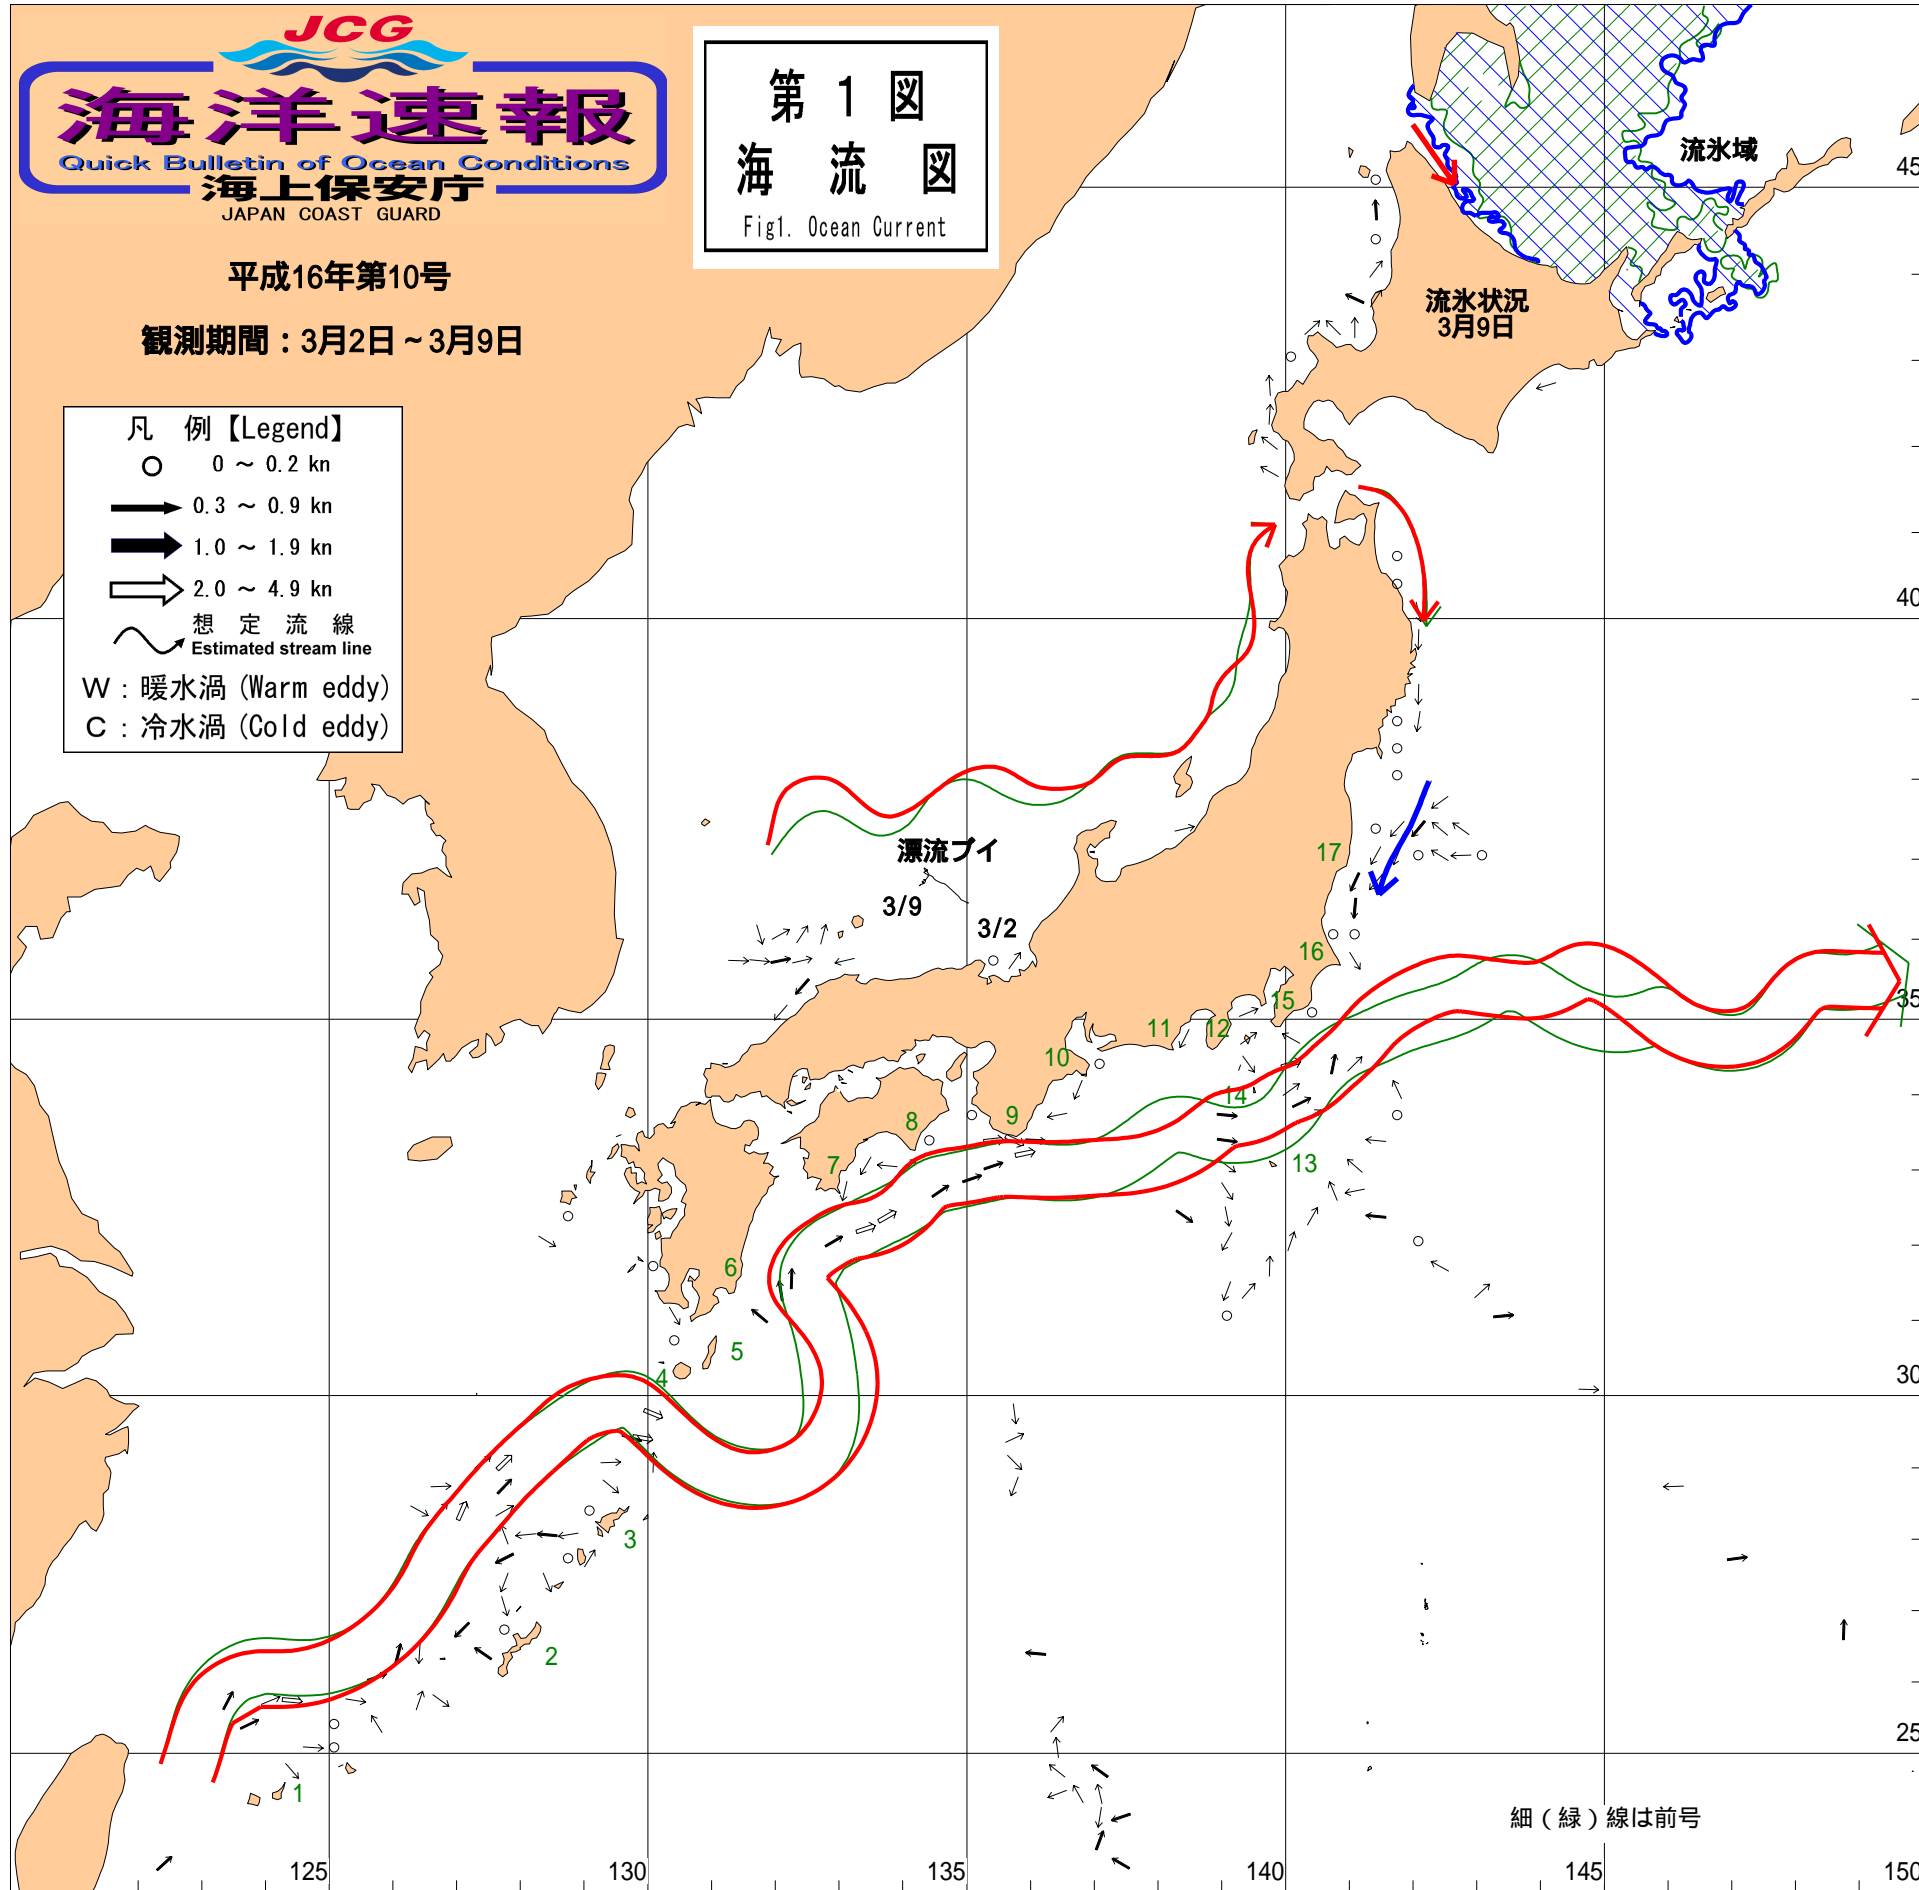 JCG
海洋速報
Quick Bulletin of Ocean Conditions
海上保安庁
JAPAN COAST GUARD
平成16年第10号
観測期間：3月2日～3月9日
第 1 図
海 流 図
Fig1. Ocean Current
凡 例【Legend】
0 ～ 0.2 kn
0.3 ～ 0.9 kn
1.0 ～ 1.9 kn
2.0 ～ 4.9 kn
想 定 流 線
Estimated stream line
W：暖水渦 (Warm eddy)
C：冷水渦 (Cold eddy)
流氷域
流氷状況
3月9日
漂流ブイ
3/9
3/2
17
16
15
14
13
12
11
10
9
8
7
6
5
4
3
2
1
45
40
35
30
25
細（緑）線は前号
125
130
135
140
145
150